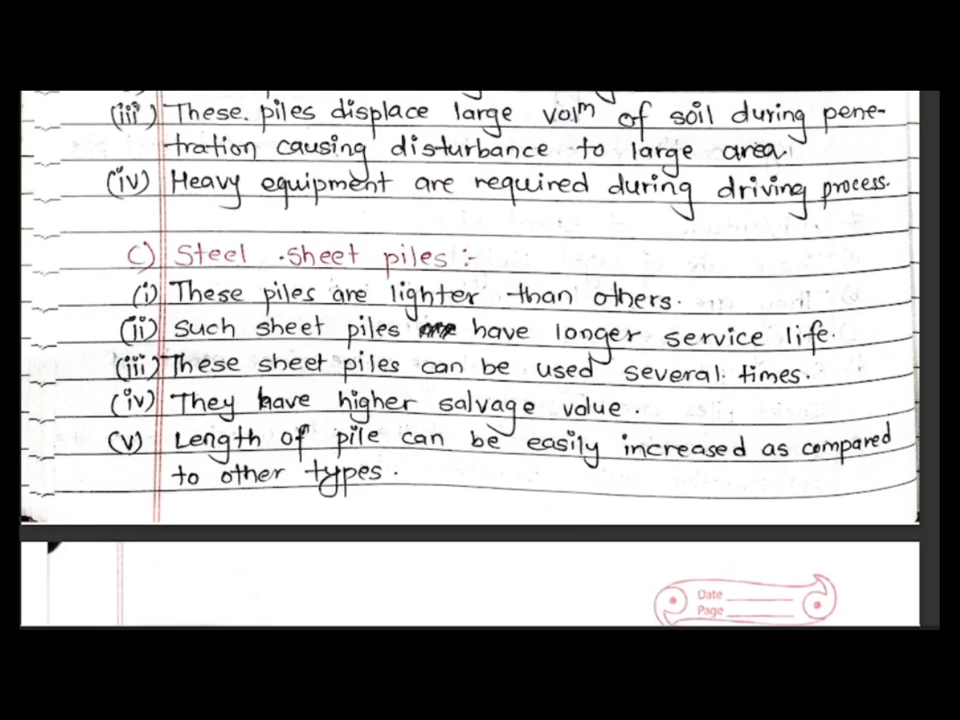 (iii) These piles displace large vol^m of soil during pene-
tration causing disturbance to large area
(iv) Heavy equipment are required during driving process.
C) Steel sheet piles :-
(i) These piles are lighter than others.
(ii) Such sheet piles have longer service life.
(iii) These sheet piles can be used several times.
(iv) They have higher salvage value.
(v) Length of pile can be easily increased as compared
to other types.
Date
Page